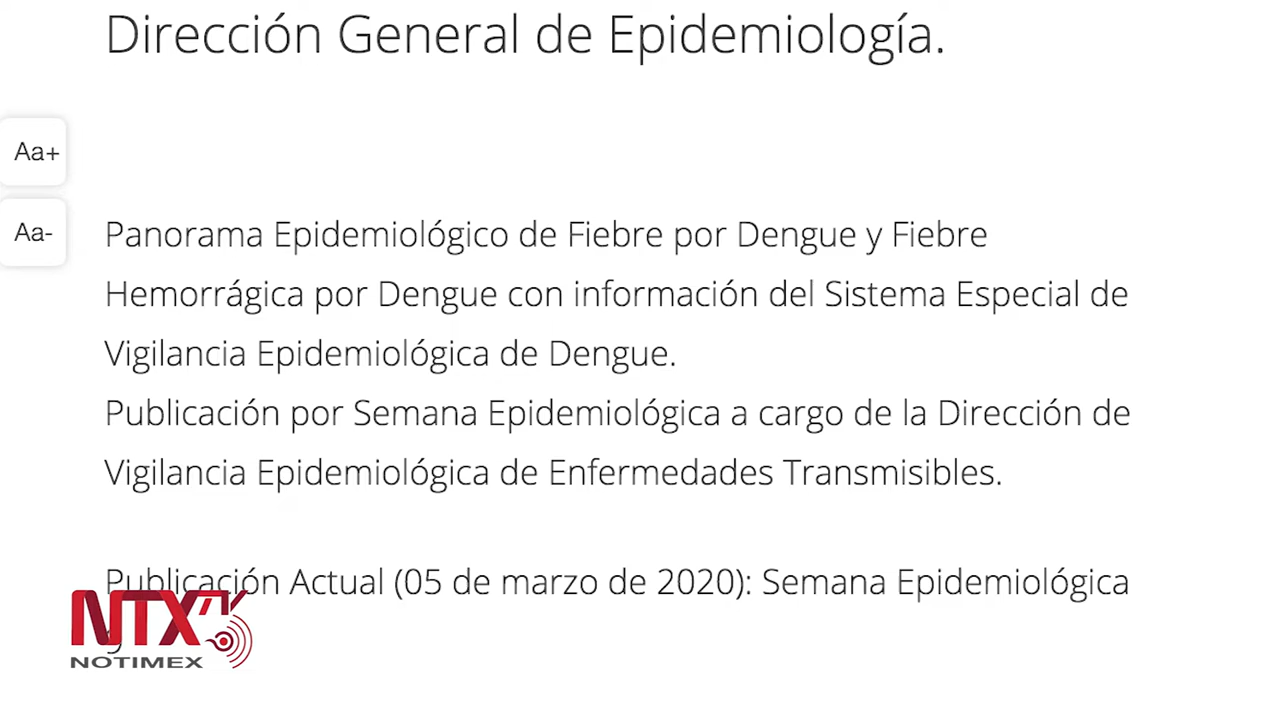 Dirección General de Epidemiología.
Aa+
Aa-
Panorama Epidemiológico de Fiebre por Dengue y Fiebre
Hemorrágica por Dengue con información del Sistema Especial de
Vigilancia Epidemiológica de Dengue.
Publicación por Semana Epidemiológica a cargo de la Dirección de
Vigilancia Epidemiológica de Enfermedades Transmisibles.
Publicación Actual (05 de marzo de 2020): Semana Epidemiológica
NTX TV
NOTIMEX